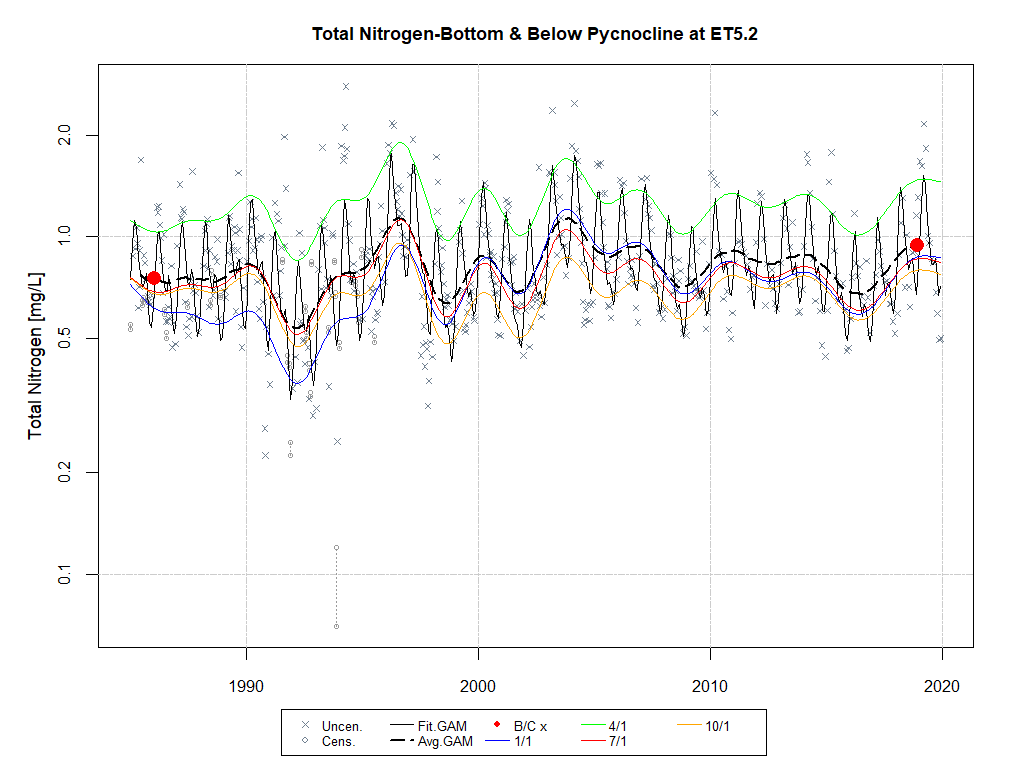 Total Nitrogen-Bottom & Below Pycnocline at ET5.2
Total Nitrogen [mg/L]
2.0
1.0
0.5
0.2
0.1
1990 2000 2010 2020
Uncen. Fit.GAM B/C x 4/1 10/1
Cens. Avg.GAM 1/1 7/1